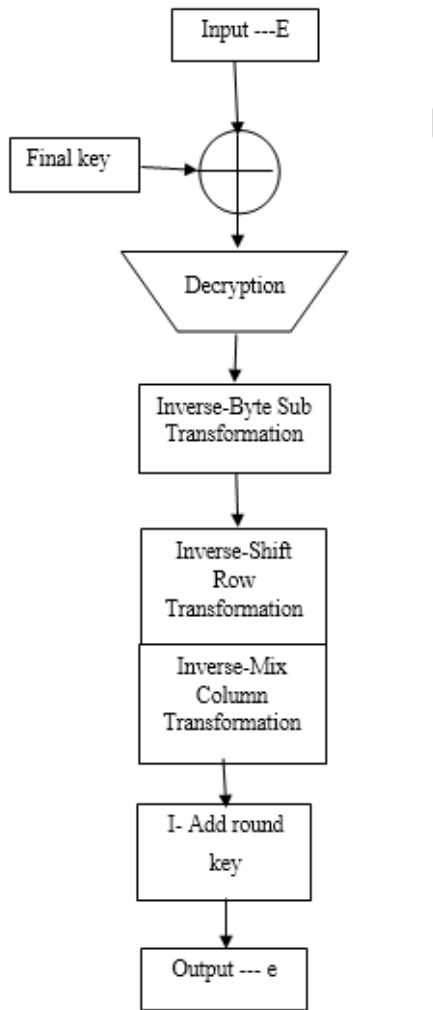 Input ---E
Final key
Decryption
Inverse-Byte Sub
Transformation
Inverse-Shift
Row
Transformation
Inverse-Mix
Column
Transformation
I- Add round
key
Output --- e